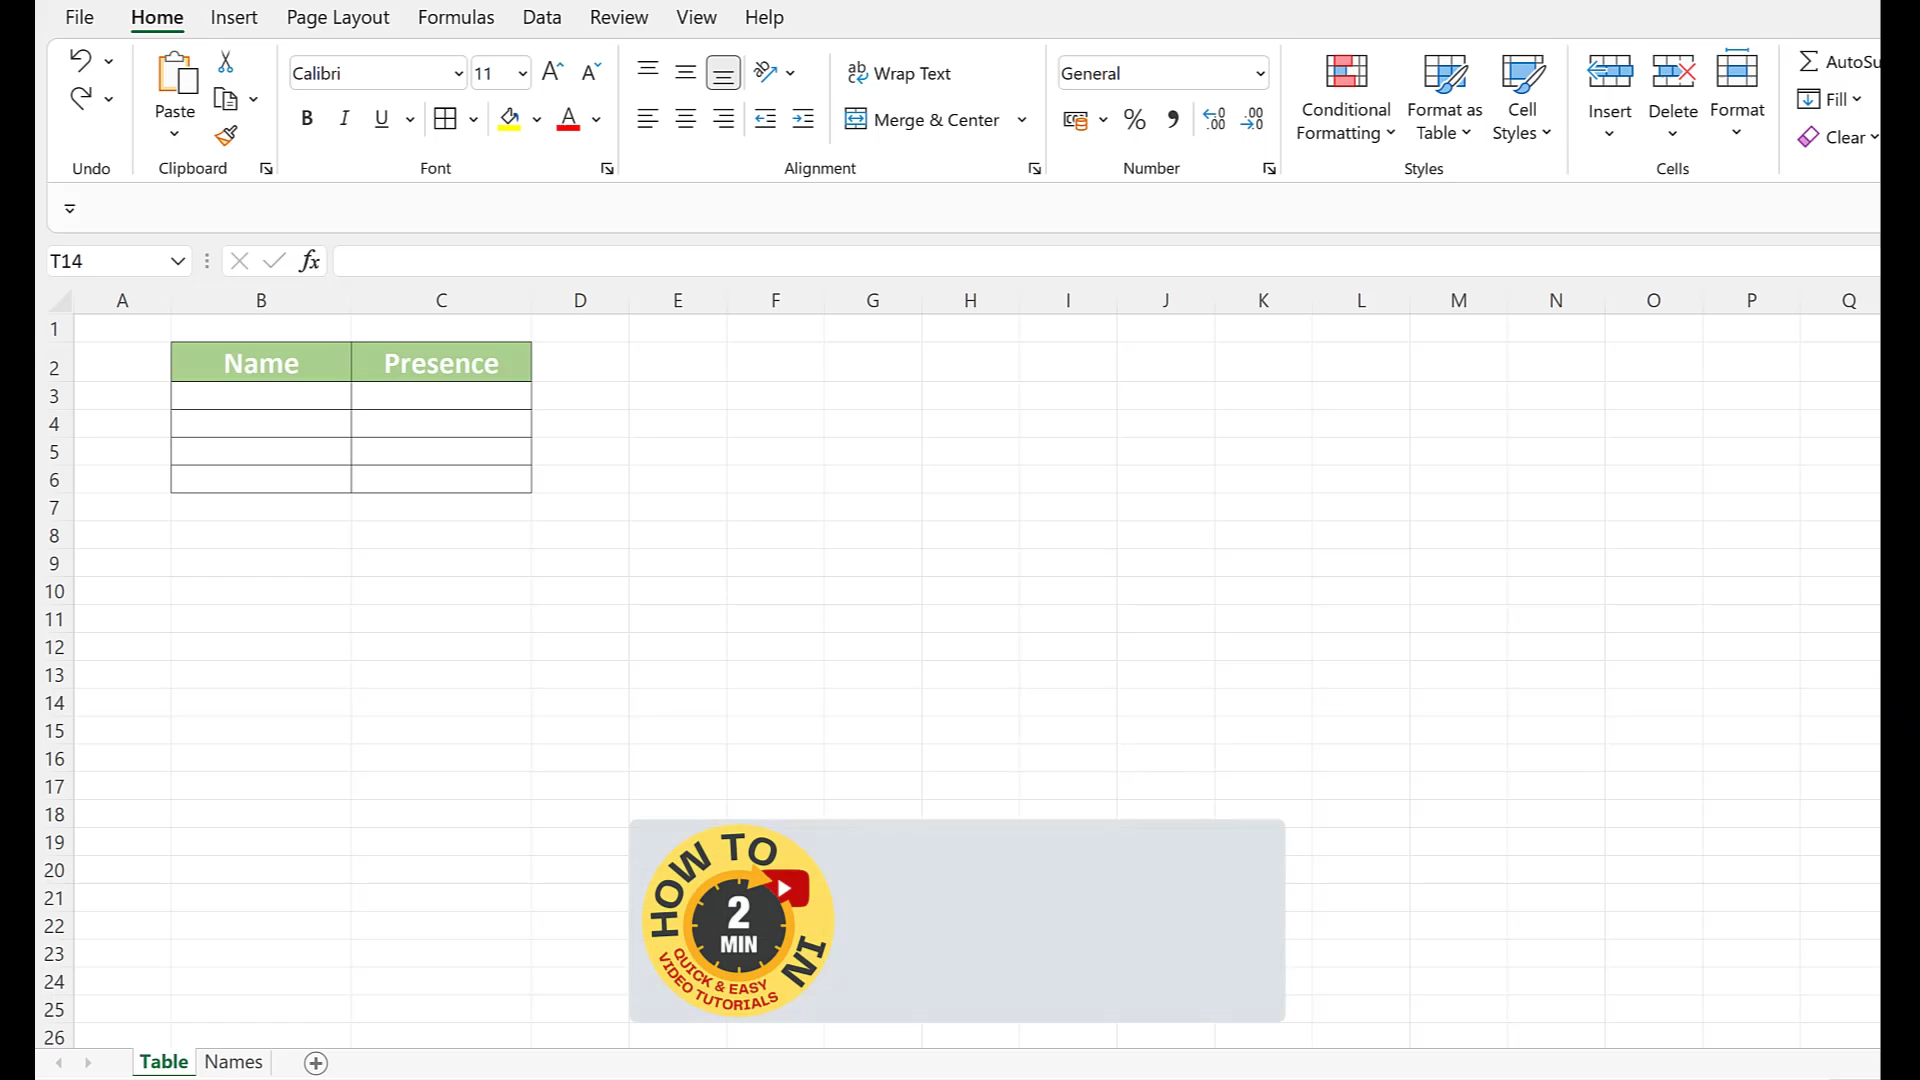 File Home Insert Page Layout Formulas Data Review View Help
Calibri 11 ab Wrap Text General
AutoSu
Paste Fill
B I U A Merge & Center % .00
Conditional Formatting
Format as Table
Cell Styles
Insert Delete Format
Clear
Undo Clipboard Font Alignment Number Styles Cells
T14 fx
A B C D E F G H I J K L M N O P Q
1
2 Name Presence
3
4
5
6
7
8
9
10
11
12
13
14
15
16
17
18
19
20
21
22
23
24
25
26
HOW TO IN
2
MIN
QUICK & EASY
VIDEO TUTORIALS
Table Names